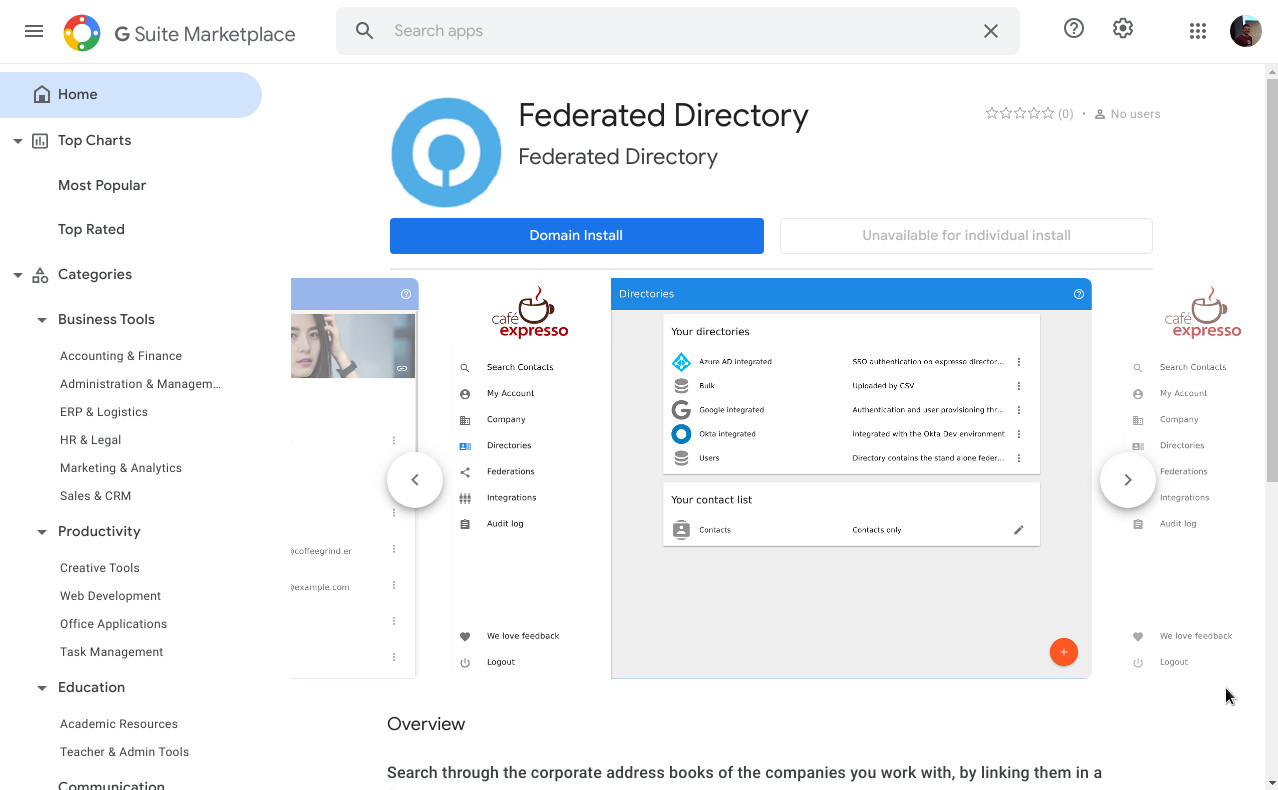 G Suite Marketplace
Search apps
Home
Top Charts
Most Popular
Top Rated
Categories
Business Tools
Accounting & Finance
Administration & Managem...
ERP & Logistics
HR & Legal
Marketing & Analytics
Sales & CRM
Productivity
Creative Tools
Web Development
Office Applications
Task Management
Education
Academic Resources
Teacher & Admin Tools
Communication
Federated Directory
Federated Directory
(0) • No users
Domain Install
Unavailable for individual install
@coffeegrind.er
@example.com
café
expresso
Search Contacts
My Account
Company
Directories
Federations
Integrations
Audit log
We love feedback
Logout
Directories
Your directories
Azure AD integrated SSO authentication on expresso director...
Bulk Uploaded by CSV
Google integrated Authentication and user provisioning thr...
Okta integrated Integrated with the Okta Dev environment
Users Directory contains the stand alone feder...
Your contact list
Contacts Contacts only
café
expresso
Search Contacts
My Account
Company
Directories
Federations
Integrations
Audit log
We love feedback
Logout
Overview
Search through the corporate address books of the companies you work with, by linking them in a